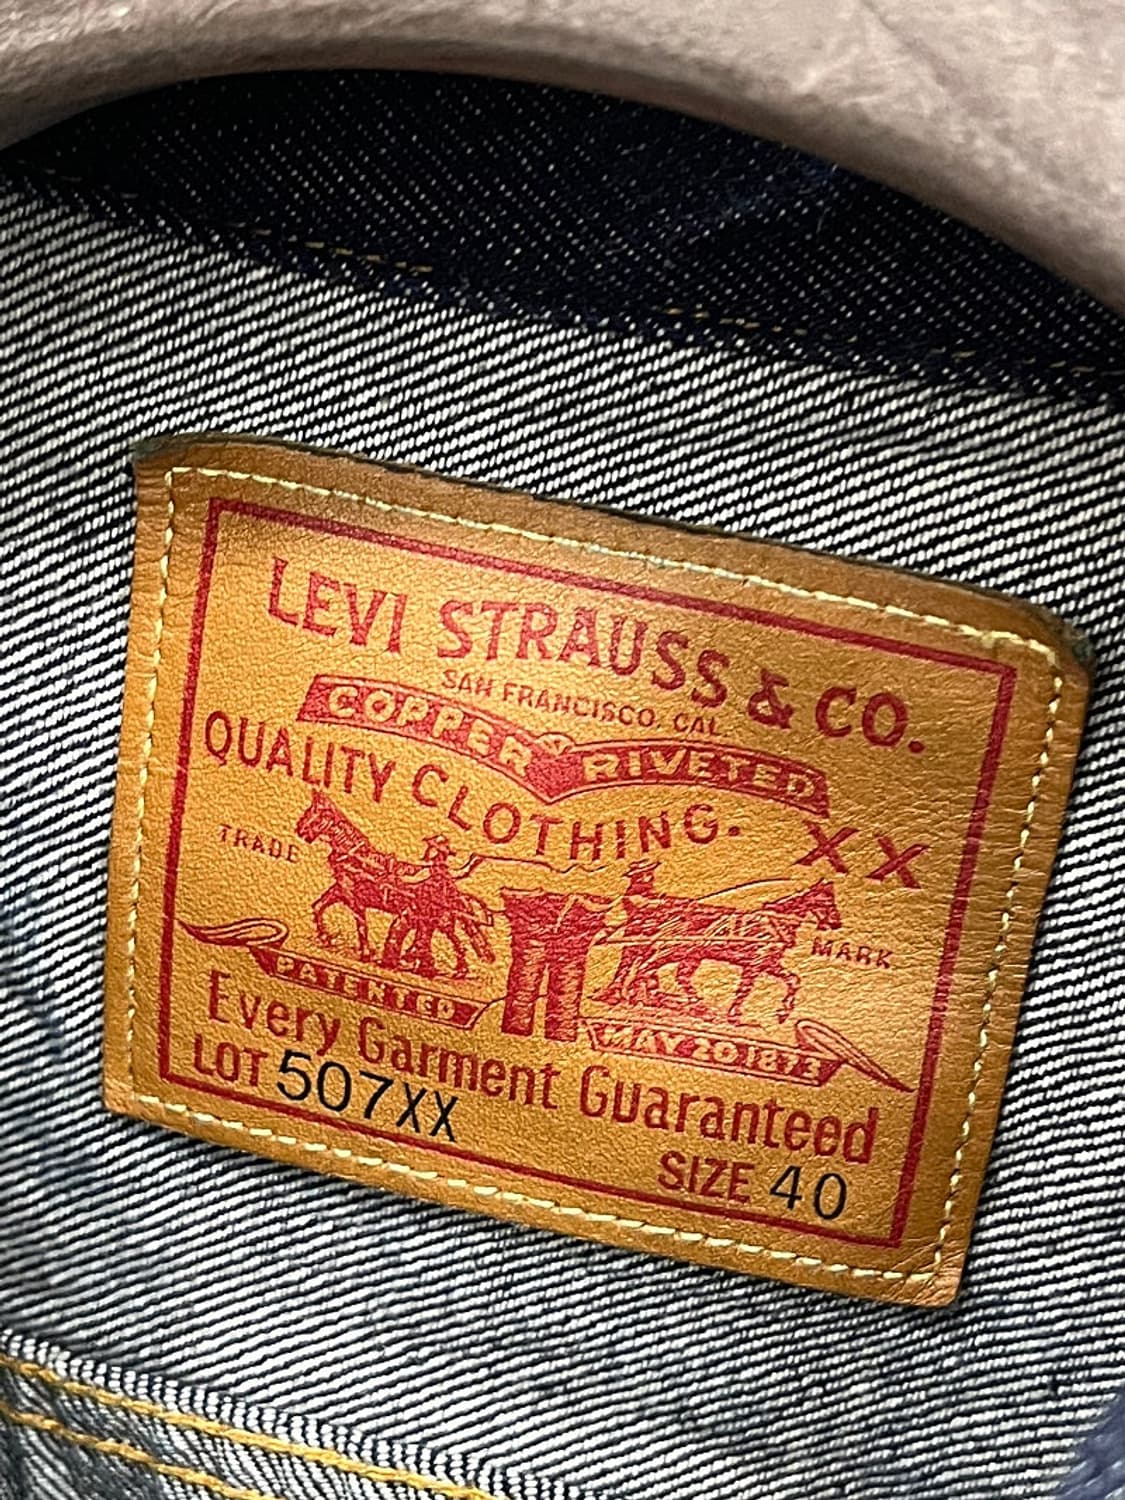 LEVI STRAUSS & CO.
SAN FRANCISCO. CAL
COPPER RIVETED
QUALITY CLOTHING. XX
TRADE MARK
PATENTED MAY 20 1873
Every Garment Guaranteed
LOT 507XX
SIZE 40